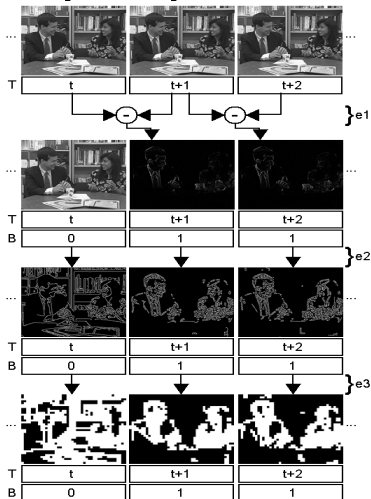 ... ...
T t t+1 t+2
- -
}e1
... ...
T t t+1 t+2
B 0 1 1
}e2
... ...
T t t+1 t+2
B 0 1 1
}e3
... ...
T t t+1 t+2
B 0 1 1